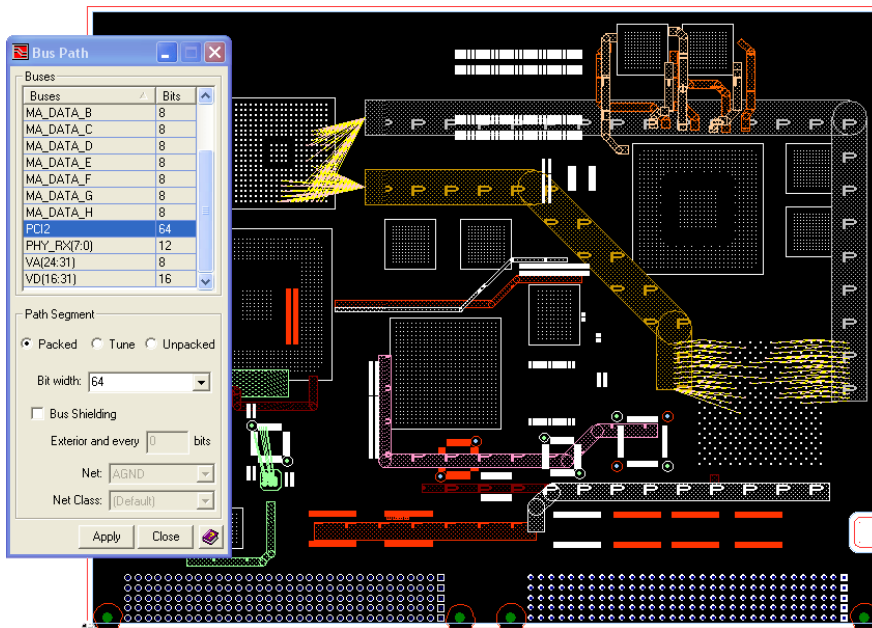 Bus Path
Buses
Buses Bits
MA_DATA_B 8
MA_DATA_C 8
MA_DATA_D 8
MA_DATA_E 8
MA_DATA_F 8
MA_DATA_G 8
MA_DATA_H 8
PCI2 64
PHY_RX(7:0) 12
VA(24:31) 8
VD(16:31) 16
Path Segment
Packed Tune Unpacked
Bit width: 64
Bus Shielding
Exterior and every 0 bits
Net: AGND
Net Class: (Default)
Apply Close
P P P P P P P
P P P P P
P
P
P
P
P
P
P
P
P P
P P
P P
P P
P P P P P P P P P